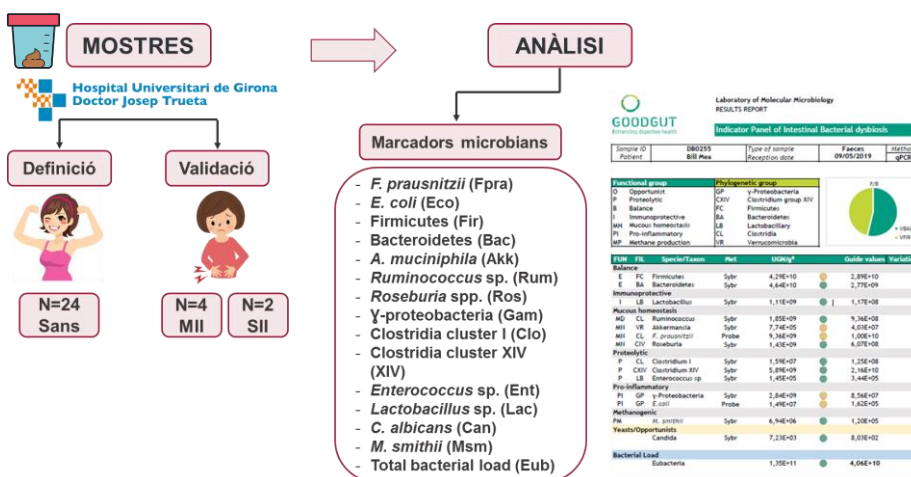 MOSTRES
ANÀLISI
Hospital Universitari de Girona
Doctor Josep Trueta
Definició
Validació
N=24
Sans
N=4
MII
N=2
SII
Marcadors microbians
- F. prausnitzii (Fpra)
- E. coli (Eco)
- Firmicutes (Fir)
- Bacteroidetes (Bac)
- A. muciniphila (Akk)
- Ruminococcus sp. (Rum)
- Roseburia spp. (Ros)
- Ɣ-proteobacteria (Gam)
- Clostridia cluster I (Clo)
- Clostridia cluster XIV
(XIV)
- Enterococcus sp. (Ent)
- Lactobacillus sp. (Lac)
- C. albicans (Can)
- M. smithii (Msm)
- Total bacterial load (Eub)
GOODGUT
Enhancing digestive health
Laboratory of Molecular Microbiology
RESULTS REPORT
Indicator Panel of Intestinal Bacterial dysbiosis
Sample ID DB0255 Type of sample Faeces
Patient Bill Mea Reception date 09/05/2019 qPCR
Functional group Phylogenetic group
O Opportunist GP γ-Proteobacteria
P Proteolytic CXIV Clostridium group XIV
B Balance FC Firmicutes
I Immunoprotective BA Bacteroidetes
MH Mucous homeostasis LB Lactobacillary
PI Pro-inflammatory CL Clostridia
MP Methane production VR Verrucomicrobia
F/B
FUN FIL Specie/Taxon Met UGN/g* Guide values
Balance
E FC Firmicutes Sybr 4,29E+10 2,89E+10
E BA Bacteroidetes Sybr 4,64E+10 2,77E+09
Immunoprotective
I LB Lactobacillus Sybr 1,11E+09 1,17E+08
Mucous homeostasis
MD CL Ruminococcus Sybr 1,85E+09 9,36E+08
MH VR Akkermansia Sybr 7,74E+05 4,03E+07
MH CL F. prausnitzii Probe 9,36E+09 1,00E+10
MH CIV Roseburia Sybr 1,43E+09 6,07E+08
Proteolytic
P CL Clostridium I Sybr 1,59E+07 1,25E+08
P CXIV Clostridium XIV Sybr 5,89E+09 2,16E+10
P LB Enterococcus sp Sybr 1,45E+05 3,44E+05
Pro-inflammatory
PI GP γ-Proteobacteria Sybr 2,84E+09 8,56E+07
PI GP E.coli Probe 1,49E+07 1,62E+05
Methanogenic
PM M. smithii Sybr 6,94E+06 1,20E+05
Yeasts/Opportunists
Candida Sybr 7,23E+03 8,03E+02
Bacterial Load
Eubacteria 1,35E+11 4,06E+10